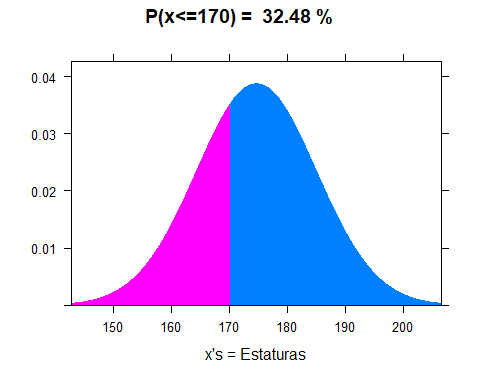 P(x<=170) = 32.48 %
0.04
0.03
0.02
0.01
150 160 170 180 190 200
x's = Estaturas